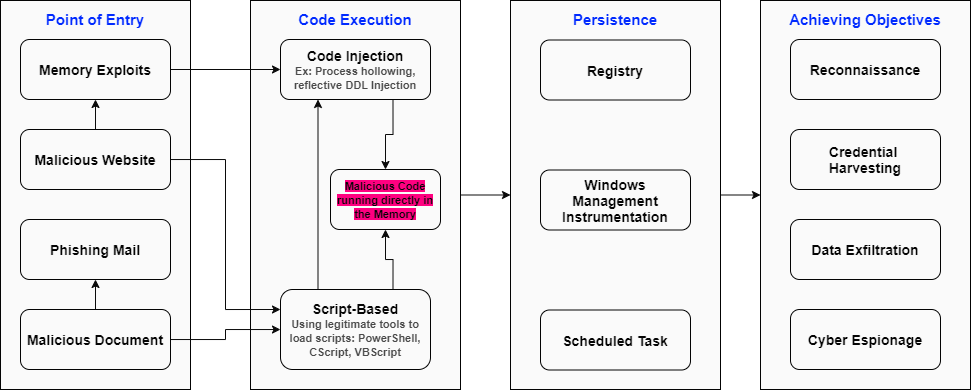 Point of Entry
Memory Exploits
Malicious Website
Phishing Mail
Malicious Document
Code Execution
Code Injection
Ex: Process hollowing,
reflective DDL Injection
Malicious Code
running directly in
the Memory
Script-Based
Using legitimate tools to
load scripts: PowerShell,
CScript, VBScript
Persistence
Registry
Windows
Management
Instrumentation
Scheduled Task
Achieving Objectives
Reconnaissance
Credential
Harvesting
Data Exfiltration
Cyber Espionage